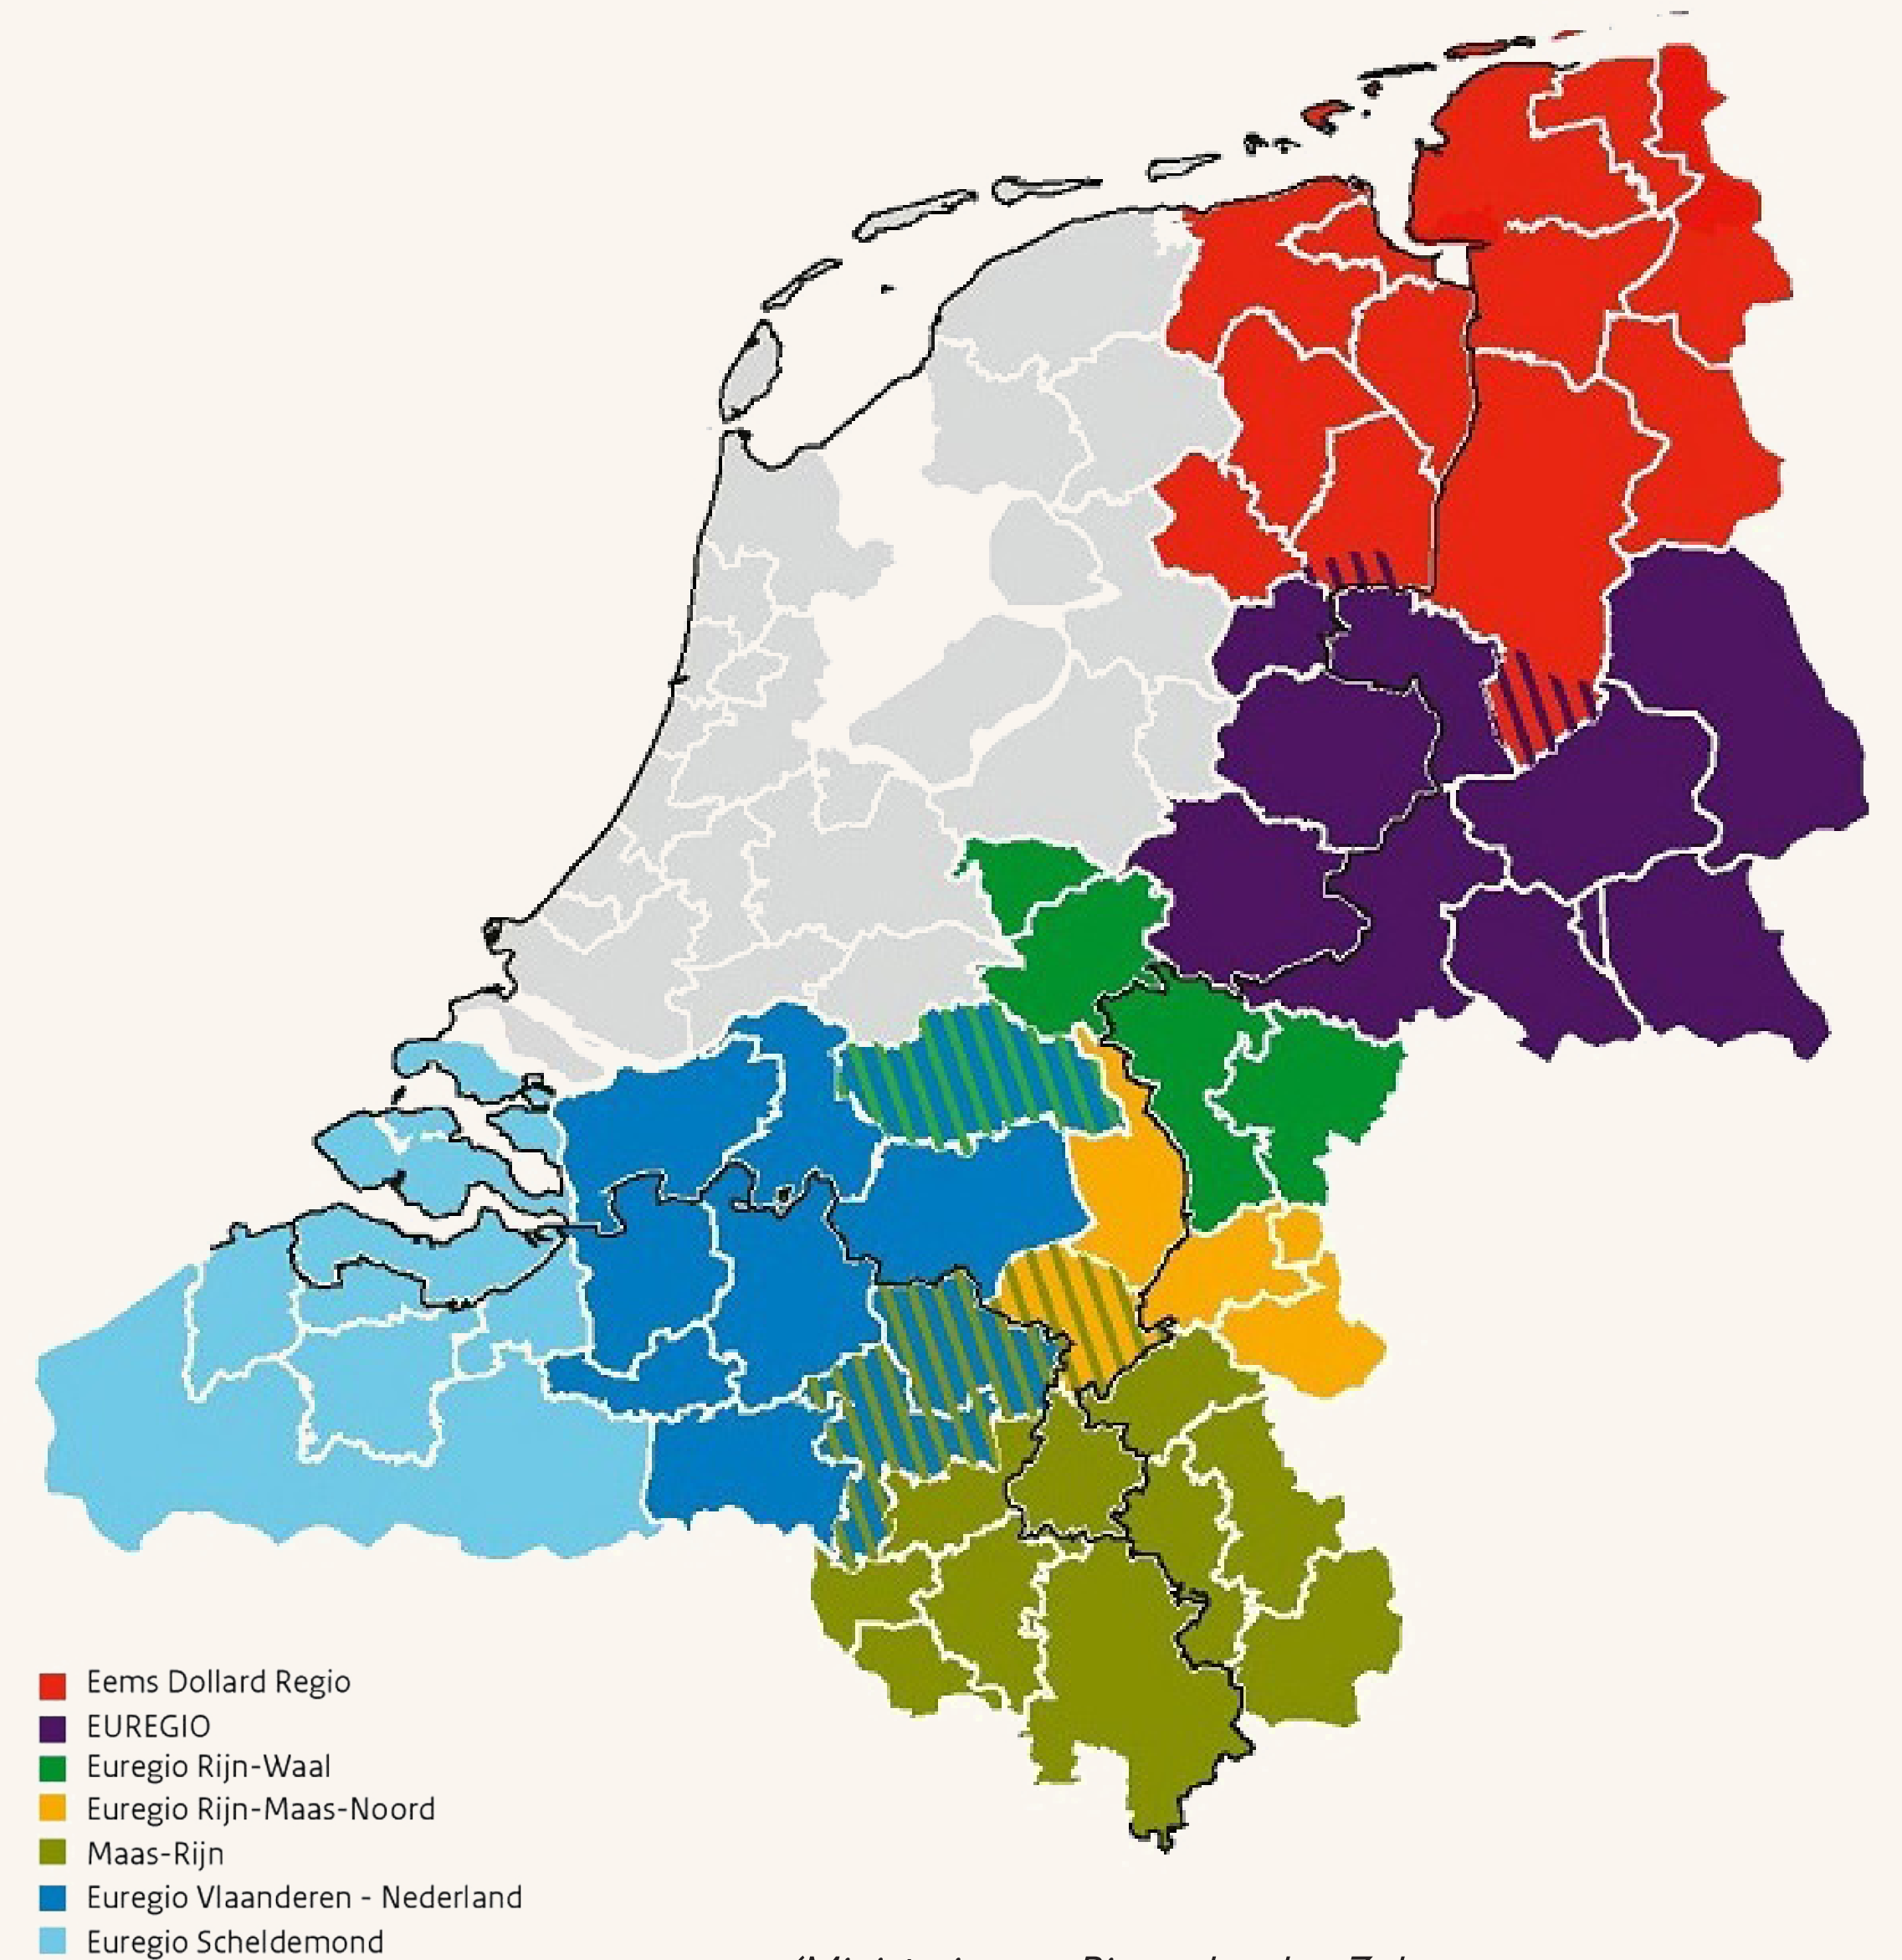 Eems Dollard Regio
EUREGIO
Euregio Rijn-Waal
Euregio Rijn-Maas-Noord
Maas-Rijn
Euregio Vlaanderen - Nederland
Euregio Scheldemond